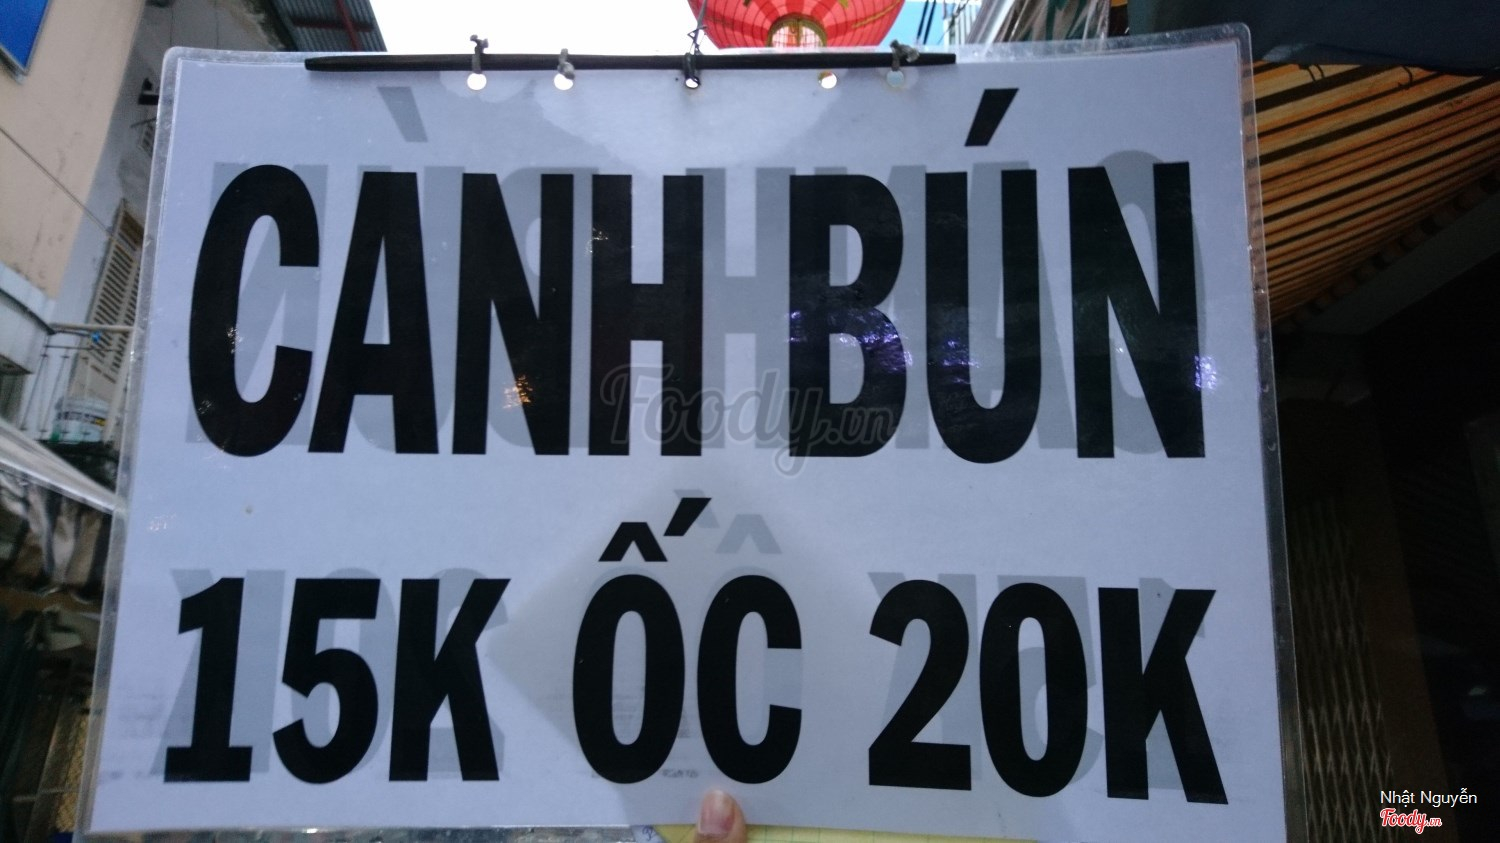 CANH BÚN
15K ỐC 20K
Foody.vn
Nhật Nguyễn
Foody.vn